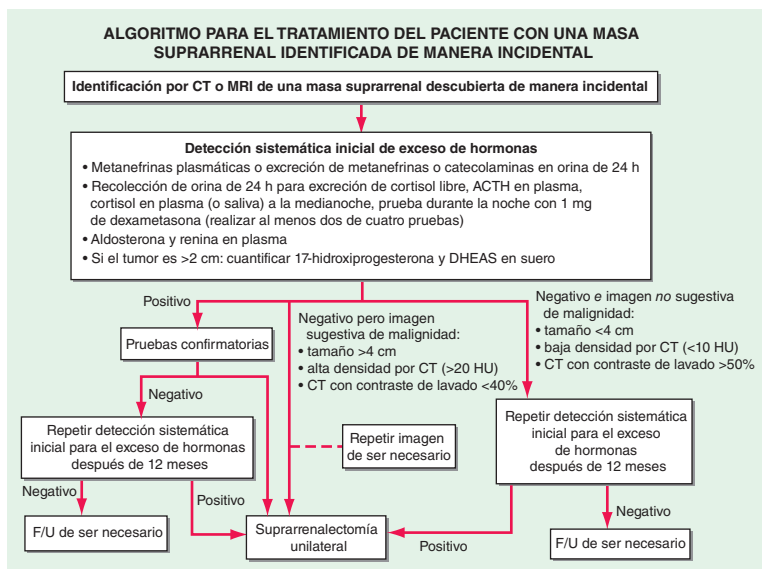 ALGORITMO PARA EL TRATAMIENTO DEL PACIENTE CON UNA MASA
SUPRARRENAL IDENTIFICADA DE MANERA INCIDENTAL
Identificación por CT o MRI de una masa suprarrenal descubierta de manera incidental
Detección sistemática inicial de exceso de hormonas
• Metanefrinas plasmáticas o excreción de metanefrinas o catecolaminas en orina de 24 h
• Recolección de orina de 24 h para excreción de cortisol libre, ACTH en plasma,
cortisol en plasma (o saliva) a la medianoche, prueba durante la noche con 1 mg
de dexametasona (realizar al menos dos de cuatro pruebas)
• Aldosterona y renina en plasma
• Si el tumor es >2 cm: cuantificar 17-hidroxiprogesterona y DHEAS en suero
Positivo
Pruebas confirmatorias
Negativo pero imagen
sugestiva de malignidad:
• tamaño >4 cm
• alta densidad por CT (>20 HU)
• CT con contraste de lavado <40%
Negativo e imagen no sugestiva
de malignidad:
• tamaño <4 cm
• baja densidad por CT (<10 HU)
• CT con contraste de lavado >50%
Negativo
Repetir detección sistemática
inicial para el exceso de hormonas
después de 12 meses
Repetir imagen
de ser necesario
Repetir detección sistemática
inicial para el exceso
de hormonas
después de 12 meses
Negativo
Positivo
F/U de ser necesario
Suprarrenalectomía
unilateral
Positivo
Negativo
F/U de ser necesario